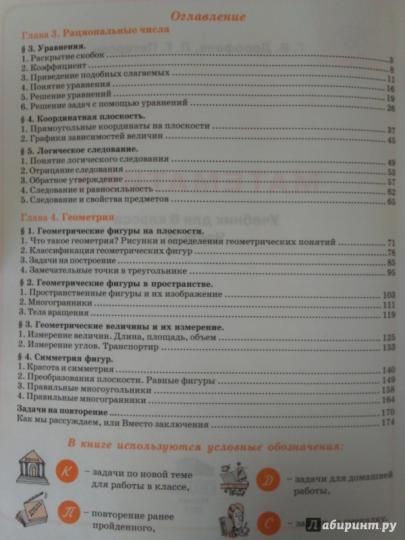 Оглавление
Глава 3. Рациональные числа
§ 3. Уравнения.
1. Раскрытие скобок 3
2. Коэффициент 8
3. Приведение подобных слагаемых 11
4. Понятие уравнения 16
5. Решение уравнений 19
6. Решение задач с помощью уравнений 26
§ 4. Координатная плоскость.
1. Прямоугольные координаты на плоскости 37
2. Графики зависимостей величин 45
§ 5. Логическое следование.
1. Понятие логического следования 49
2. Отрицание следования 53
3. Обратное утверждение 57
4. Следование и равносильность 62
5. Следование и свойства предметов 65
Глава 4. Геометрия
§ 1. Геометрические фигуры на плоскости.
1. Что такое геометрия? Рисунки и определения геометрических понятий 71
2. Классификация геометрических фигур 78
3. Задачи на построение 85
4. Замечательные точки в треугольнике 95
§ 2. Геометрические фигуры в пространстве.
1. Пространственные фигуры и их изображение 103
2. Многогранники 111
3. Тела вращения 119
§ 3. Геометрические величины и их измерение.
1. Измерение величин. Длина, площадь, объем 125
2. Измерение углов. Транспортир 133
§ 4. Симметрия фигур.
1. Красота и симметрия 140
2. Преобразования плоскости. Равные фигуры 149
3. Правильные многоугольники 158
4. Правильные многогранники 164
Задачи на повторение 170
Как мы рассуждаем, или Вместо заключения 174
В книге используются условные обозначения:
К – задачи по новой теме
для работы в классе,
D – задачи для домашней
работы,
П – повторение ранее
пройденного,
С
Лабиринт.ру